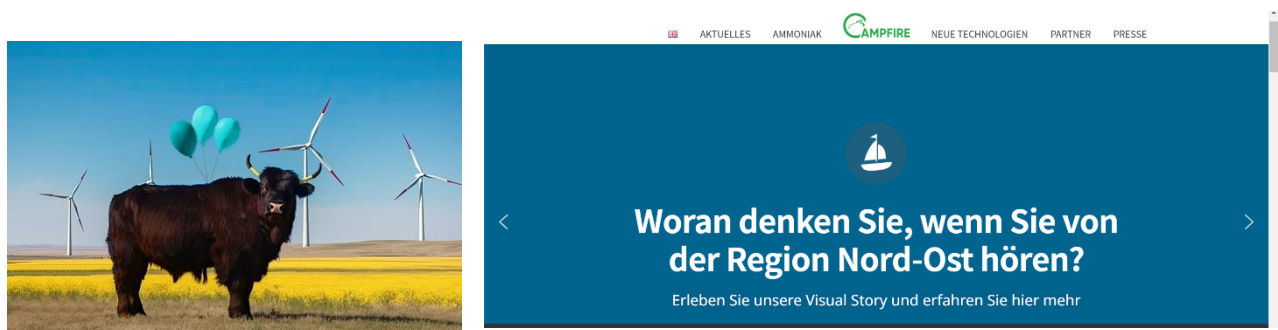 AKTUELLES AMMONIAK CAMPFIRE NEUE TECHNOLOGIEN PARTNER PRESSE
Woran denken Sie, wenn Sie von
der Region Nord-Ost hören?
Erleben Sie unsere Visual Story und erfahren Sie hier mehr